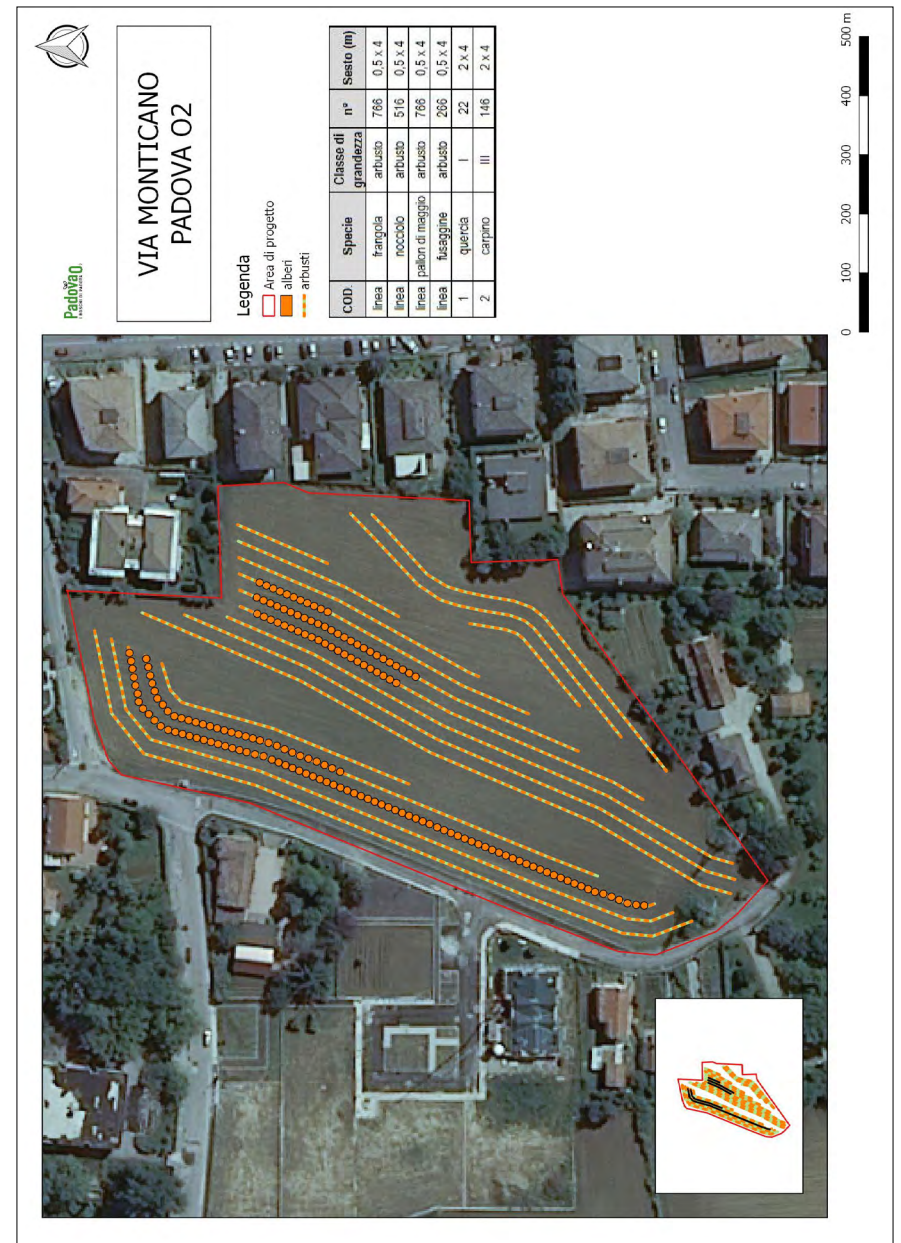 PadovaO₂
VIA MONTICANO
PADOVA O2
Legenda
Area di progetto
alberi
arbusti
COD. Specie Classe di grandezza n° Sesto (m)
linea frangola arbusto 766 0,5 x 4
linea nocciolo arbusto 516 0,5 x 4
linea pallon di maggio arbusto 766 0,5 x 4
linea fusaggine arbusto 266 0,5 x 4
1 quercia I 22 2 x 4
2 carpino III 146 2 x 4
0 100 200 300 400 500 m